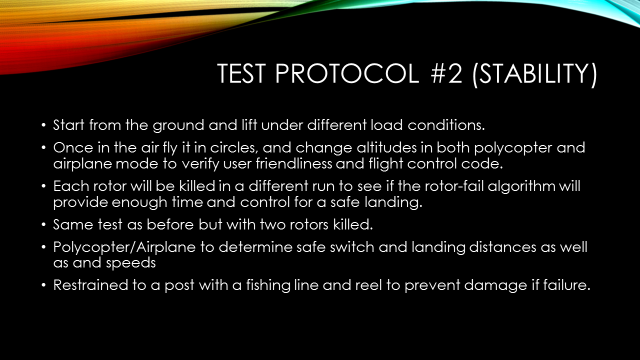 TEST PROTOCOL #2 (STABILITY)
• Start from the ground and lift under different load conditions.
• Once in the air fly it in circles, and change altitudes in both polycopter and
airplane mode to verify user friendliness and flight control code.
• Each rotor will be killed in a different run to see if the rotor-fail algorithm will
provide enough time and control for a safe landing.
• Same test as before but with two rotors killed.
• Polycopter/Airplane to determine safe switch and landing distances as well
as and speeds
• Restrained to a post with a fishing line and reel to prevent damage if failure.